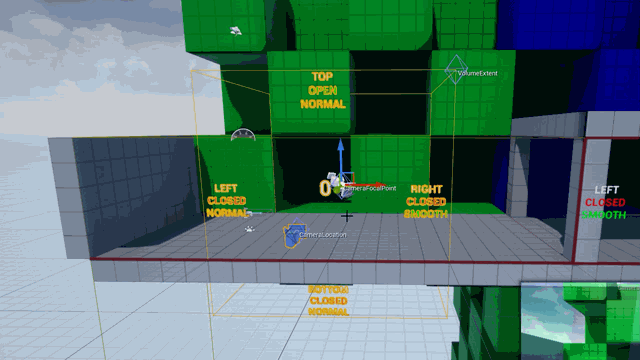 TOP
OPEN
NORMAL
VolumeExtent
LEFT
CLOSED
NORMAL
0
CameraFocalPoint
RIGHT
CLOSED
SMOOTH
LEFT
CLOSED
SMOOTH
CameraLocation
BOTTOM
CLOSED
NORMAL